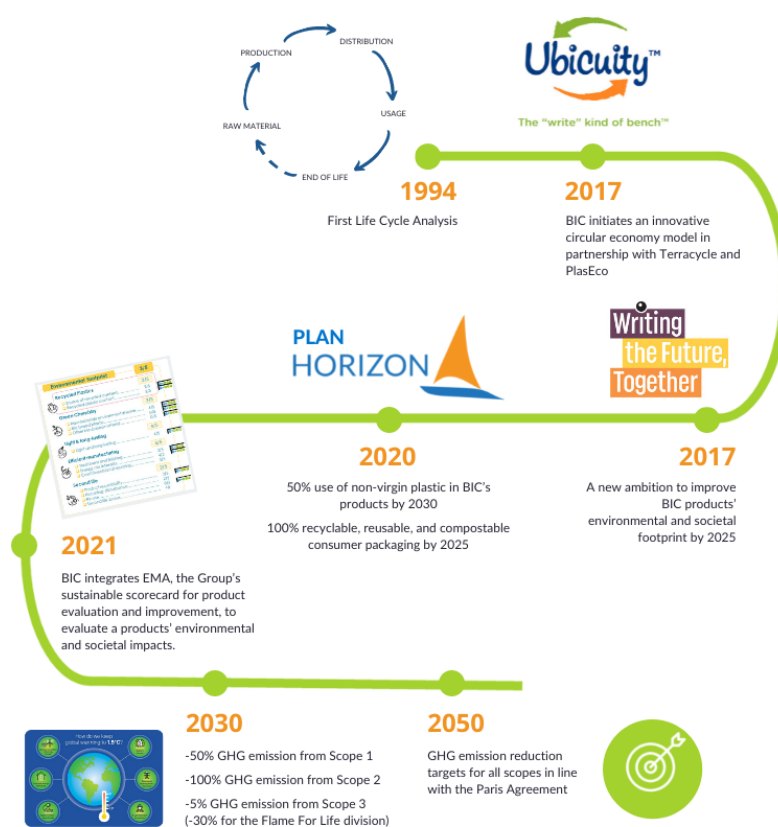 DISTRIBUTION
PRODUCTION
USAGE
RAW MATERIAL
END OF LIFE
Ubicuity™
The "write" kind of bench™
1994
First Life Cycle Analysis
2017
BIC initiates an innovative
circular economy model in
partnership with Terracycle and
PlasEco
Writing
the Future,
Together
2017
A new ambition to improve
BIC products'
environmental and societal
footprint by 2025
PLAN
HORIZON
2020
50% use of non-virgin plastic in BIC's
products by 2030
100% recyclable, reusable, and compostable
consumer packaging by 2025
Environmental footprint
Recycled Plastics
Green Chemistry
Light & long-lasting
Efficient manufacturing
2021
BIC integrates EMA, the Group's
sustainable scorecard for product
evaluation and improvement, to
evaluate a products' environmental
and societal impacts.
How do we keep
global warming to 1.5°C?
2030
-50% GHG emission from Scope 1
-100% GHG emission from Scope 2
-5% GHG emission from Scope 3
(-30% for the Flame For Life division)
2050
GHG emission reduction
targets for all scopes in line
with the Paris Agreement